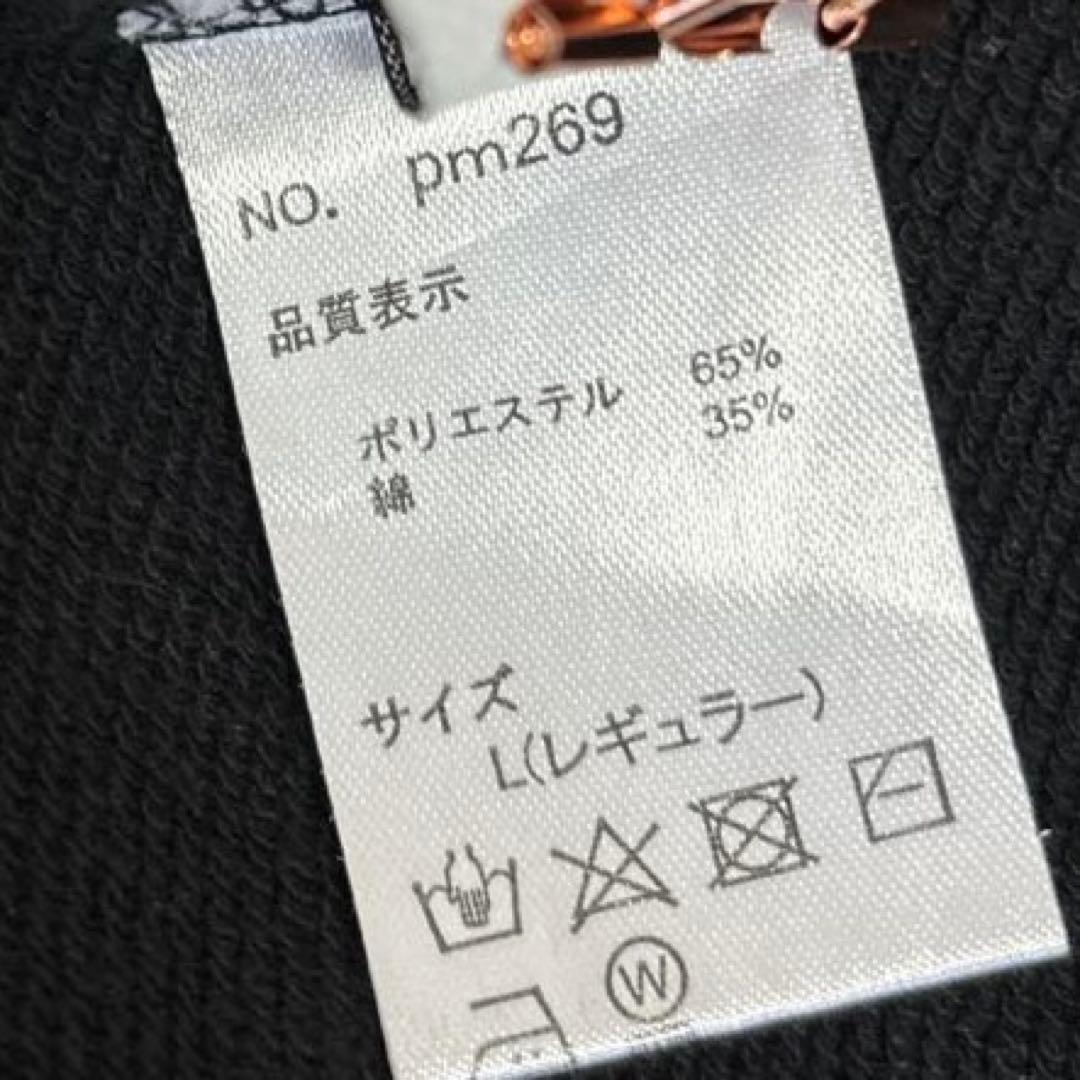 NO. pm269
品質表示
ポリエステル 65%
綿 35%
サイズ
L(レギュラー)
W